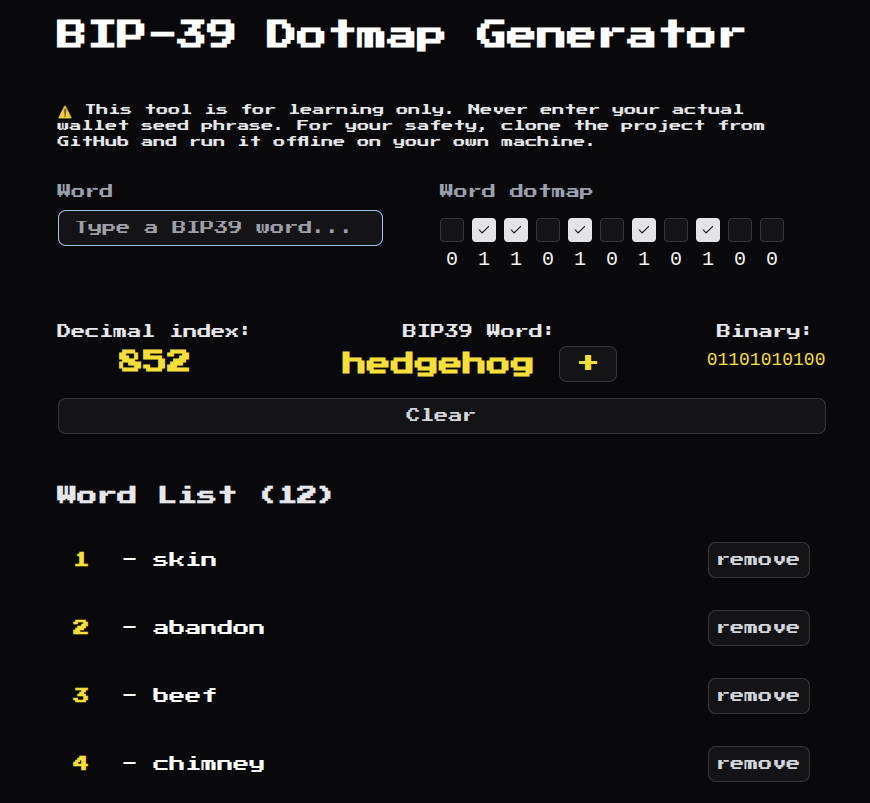 BIP-39 Dotmap Generator
⚠️ This tool is for learning only. Never enter your actual
wallet seed phrase. For your safety, clone the project from
GitHub and run it offline on your own machine.
Word
Word dotmap
Type a BIP39 word...
0 1 1 0 1 0 1 0 1 0 0
Decimal index:
BIP39 Word:
Binary:
852
hedgehog
+
01101010100
Clear
Word List (12)
1 - skin
remove
2 - abandon
remove
3 - beef
remove
4 - chimney
remove